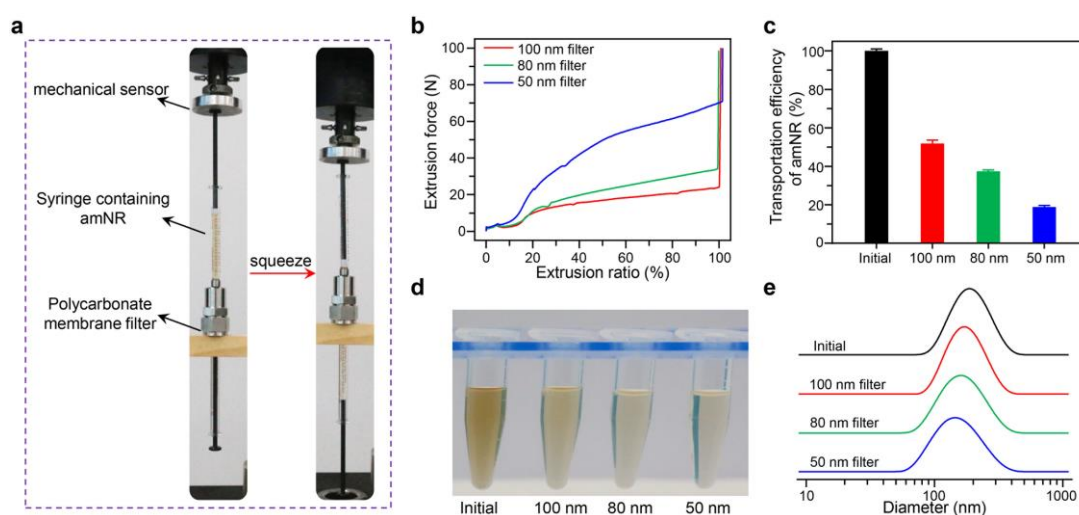 a
mechanical sensor
Syringe containing
amNR
squeeze
Polycarbonate
membrane filter
b
100 nm filter
80 nm filter
50 nm filter
Extrusion force (N)
100
80
60
40
20
0
0 20 40 60 80 100
Extrusion ratio (%)
c
Transportation efficiency
of amNR (%)
100
80
60
40
20
0
Initial 100 nm 80 nm 50 nm
d
Initial 100 nm 80 nm 50 nm
e
Initial
100 nm filter
80 nm filter
50 nm filter
10 100 1000
Diameter (nm)